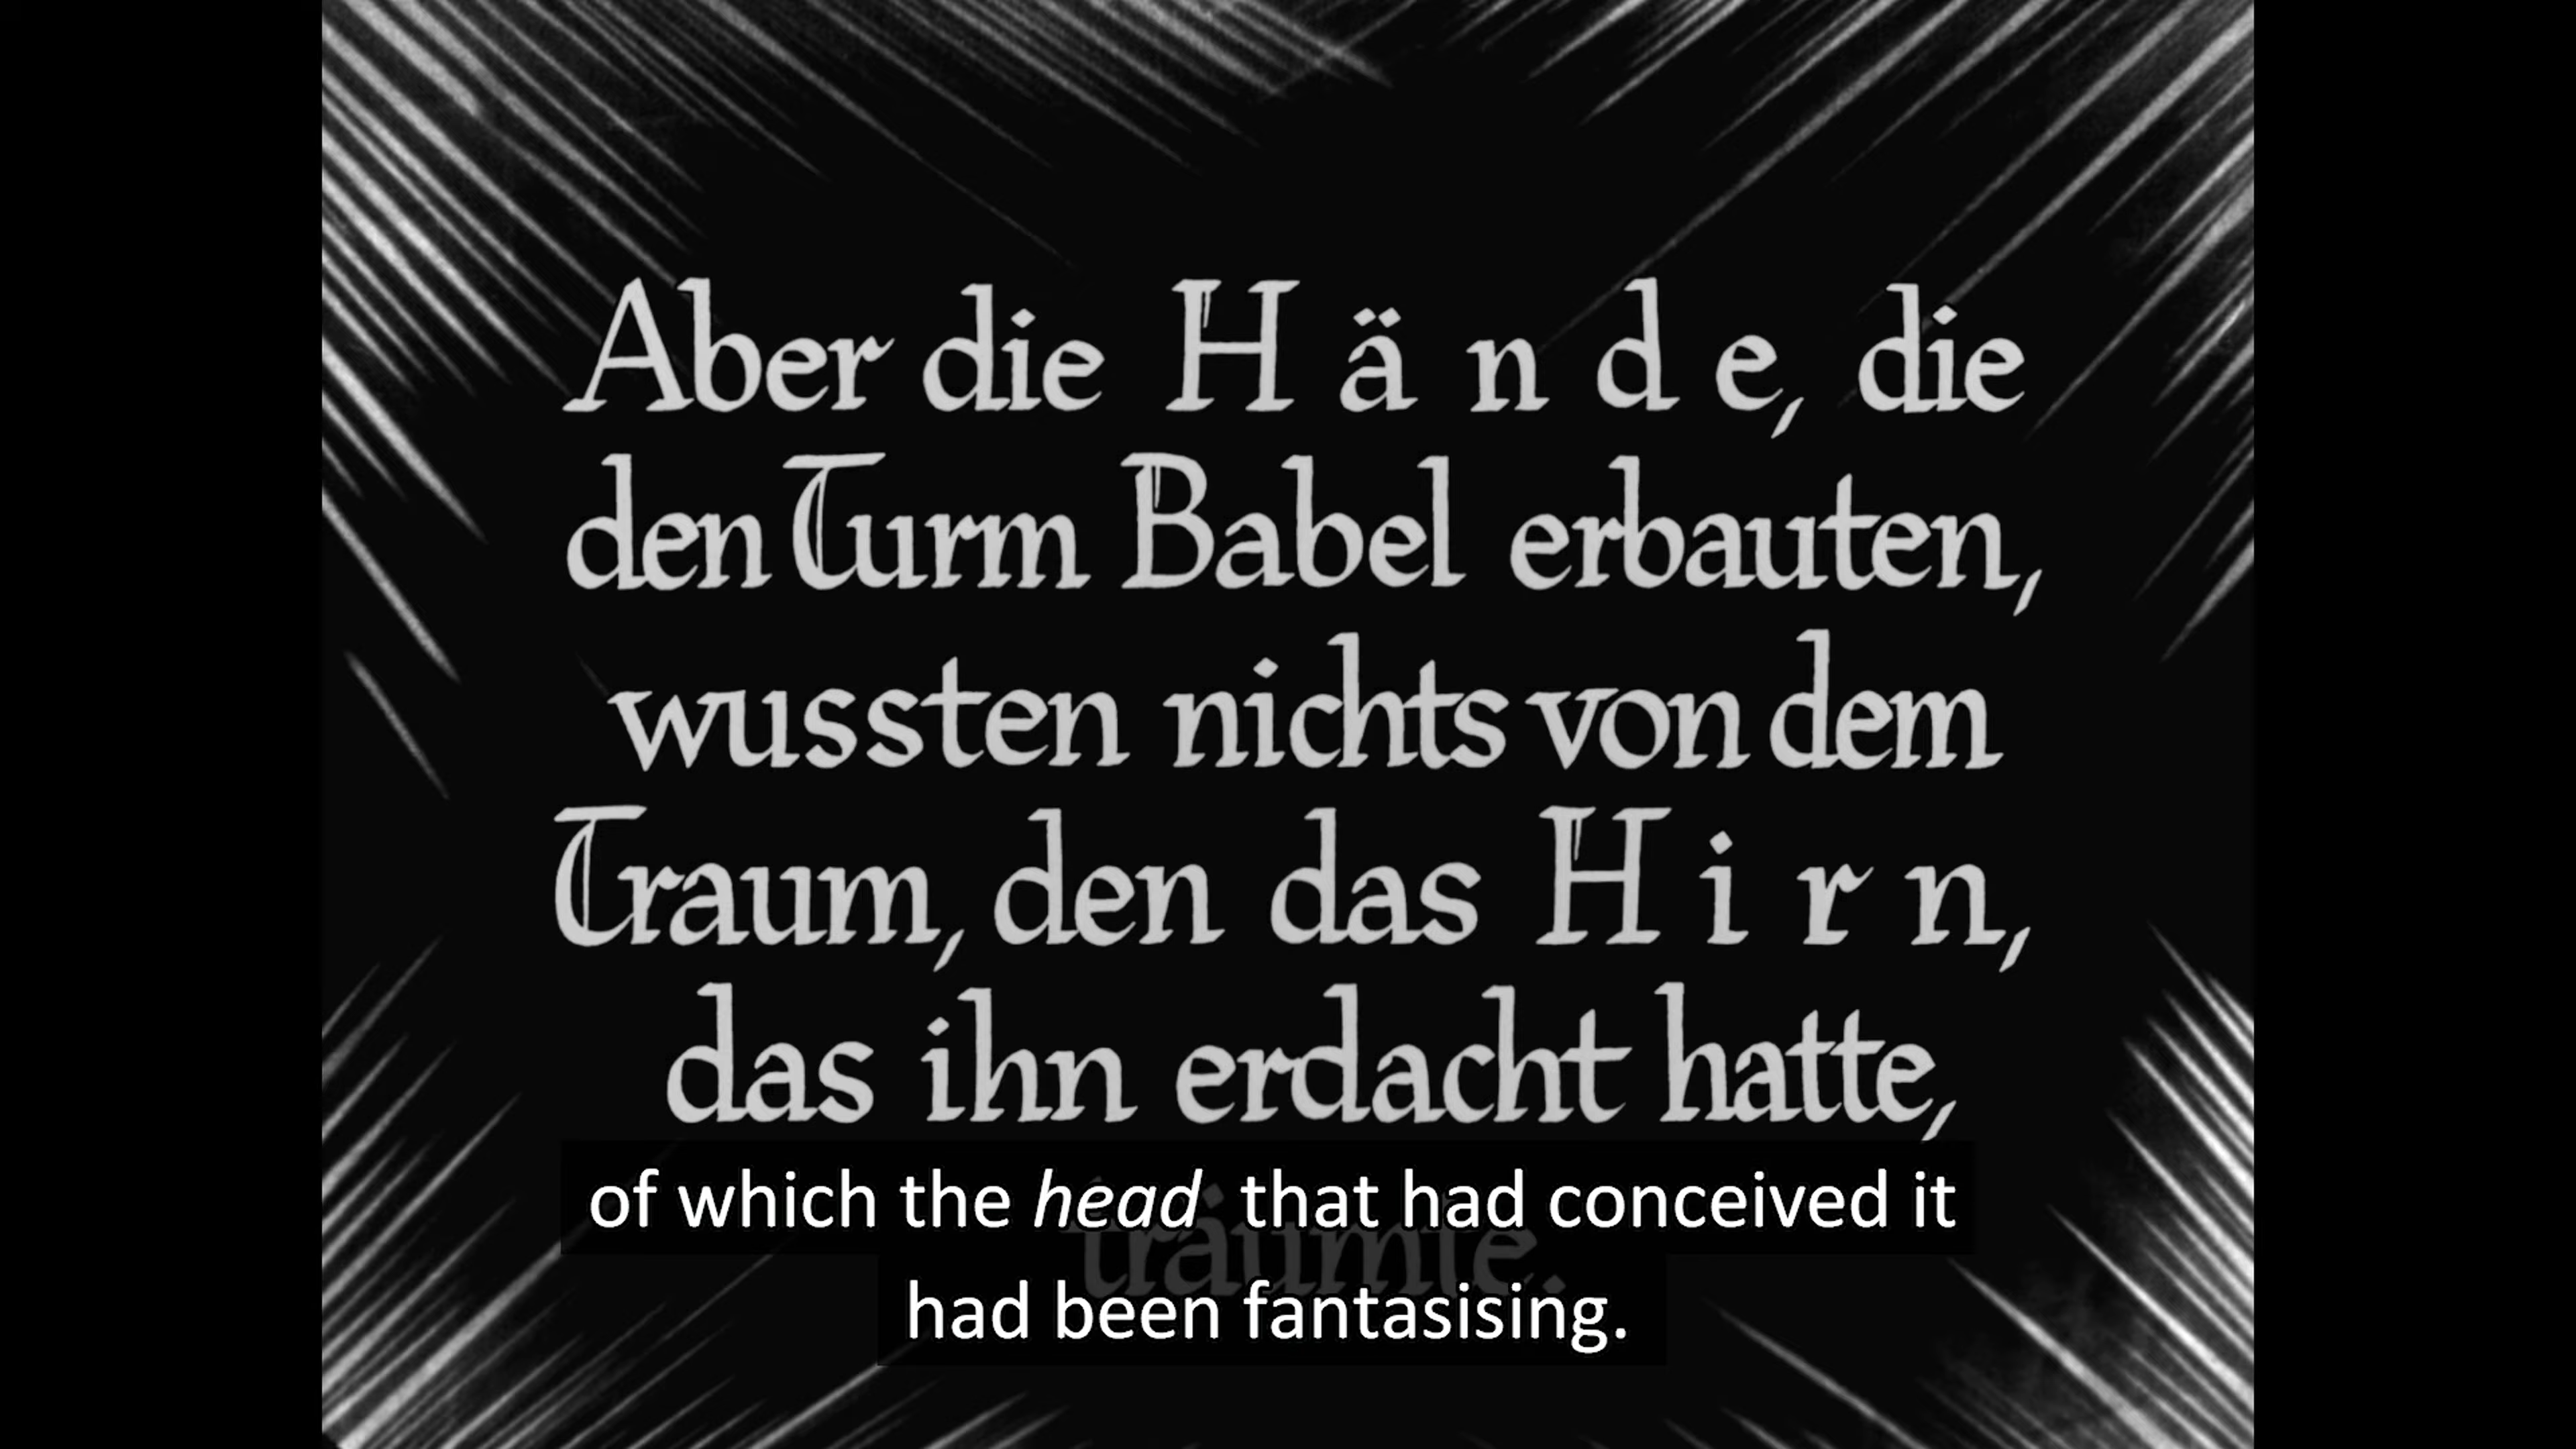 Aber die H ä n d e, die
den Turm Babel erbauten,
wussten nichts von dem
Traum, den das H i r n,
das ihn erdacht hatte,
träumte.
of which the head that had conceived it
had been fantasising.